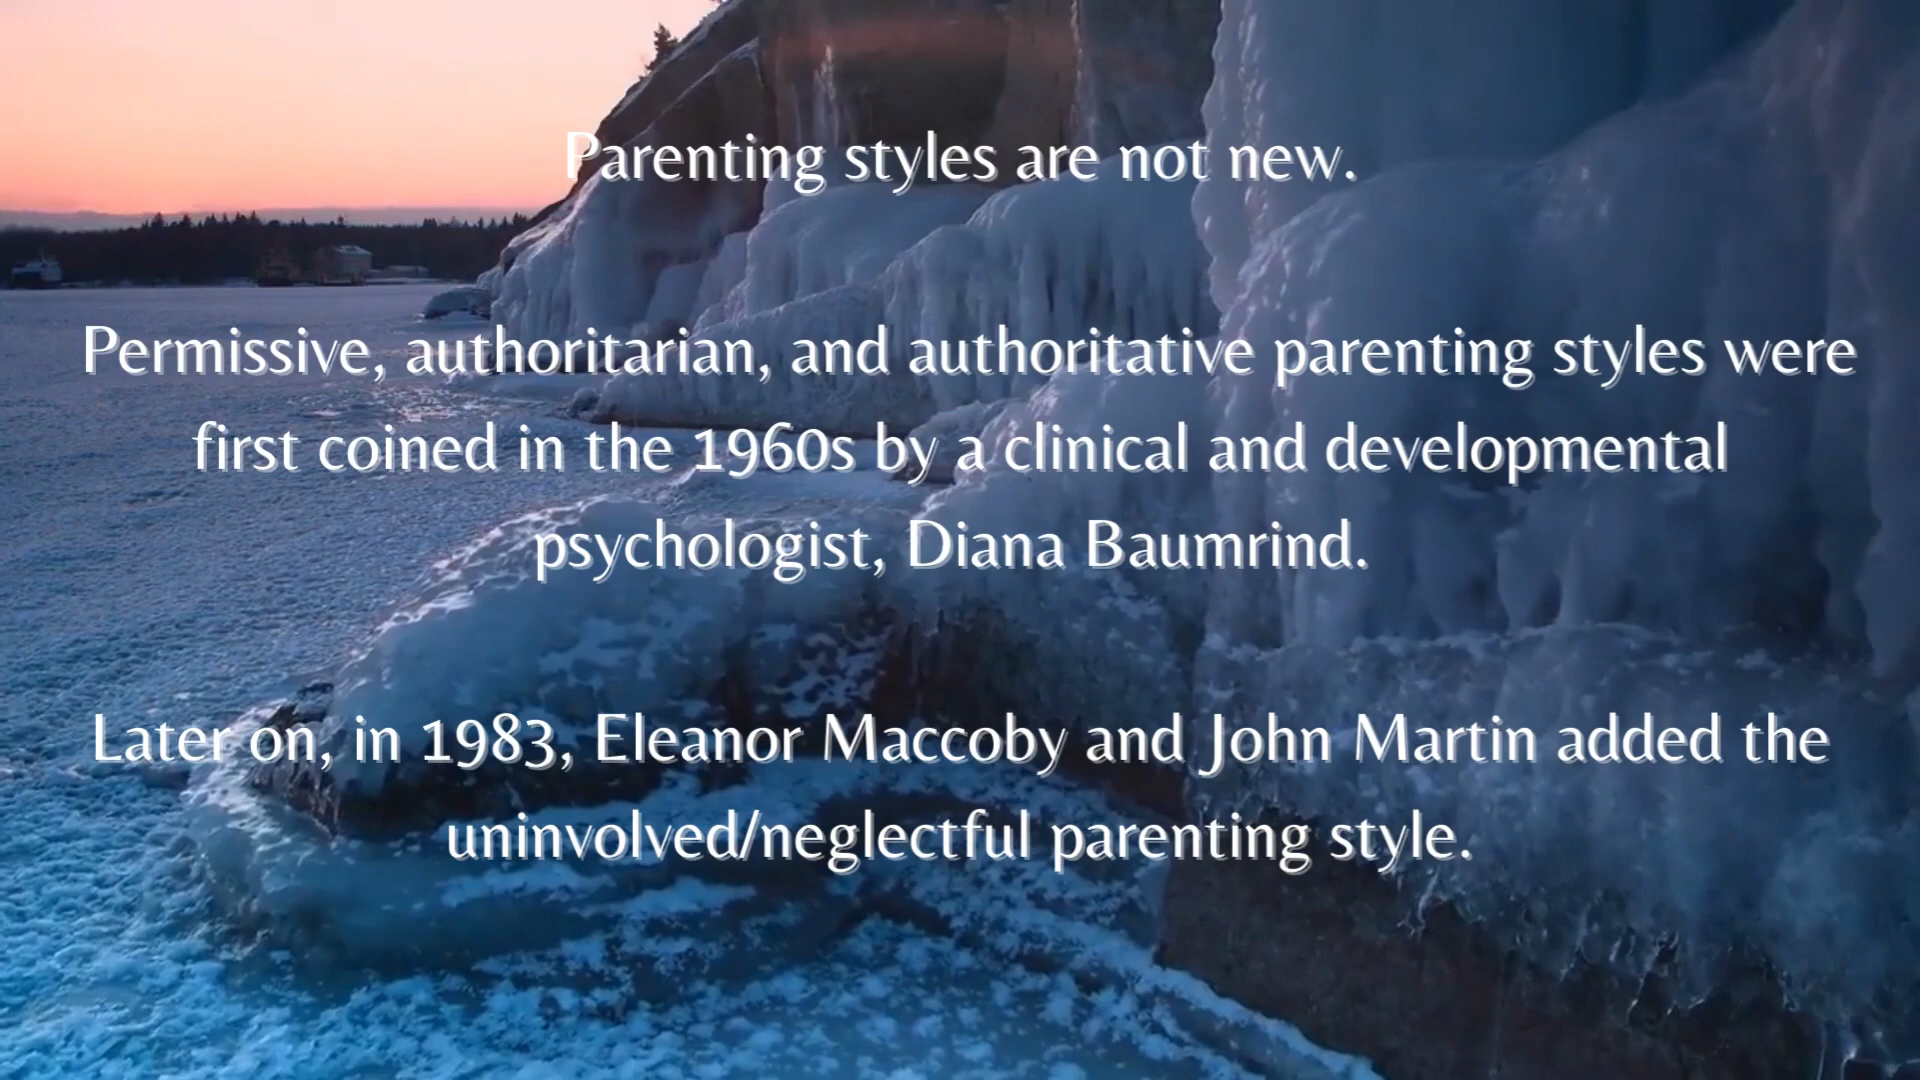 Parenting styles are not new.
Permissive, authoritarian, and authoritative parenting styles were
first coined in the 1960s by a clinical and developmental
psychologist, Diana Baumrind.
Later on, in 1983, Eleanor Maccoby and John Martin added the
uninvolved/neglectful parenting style.